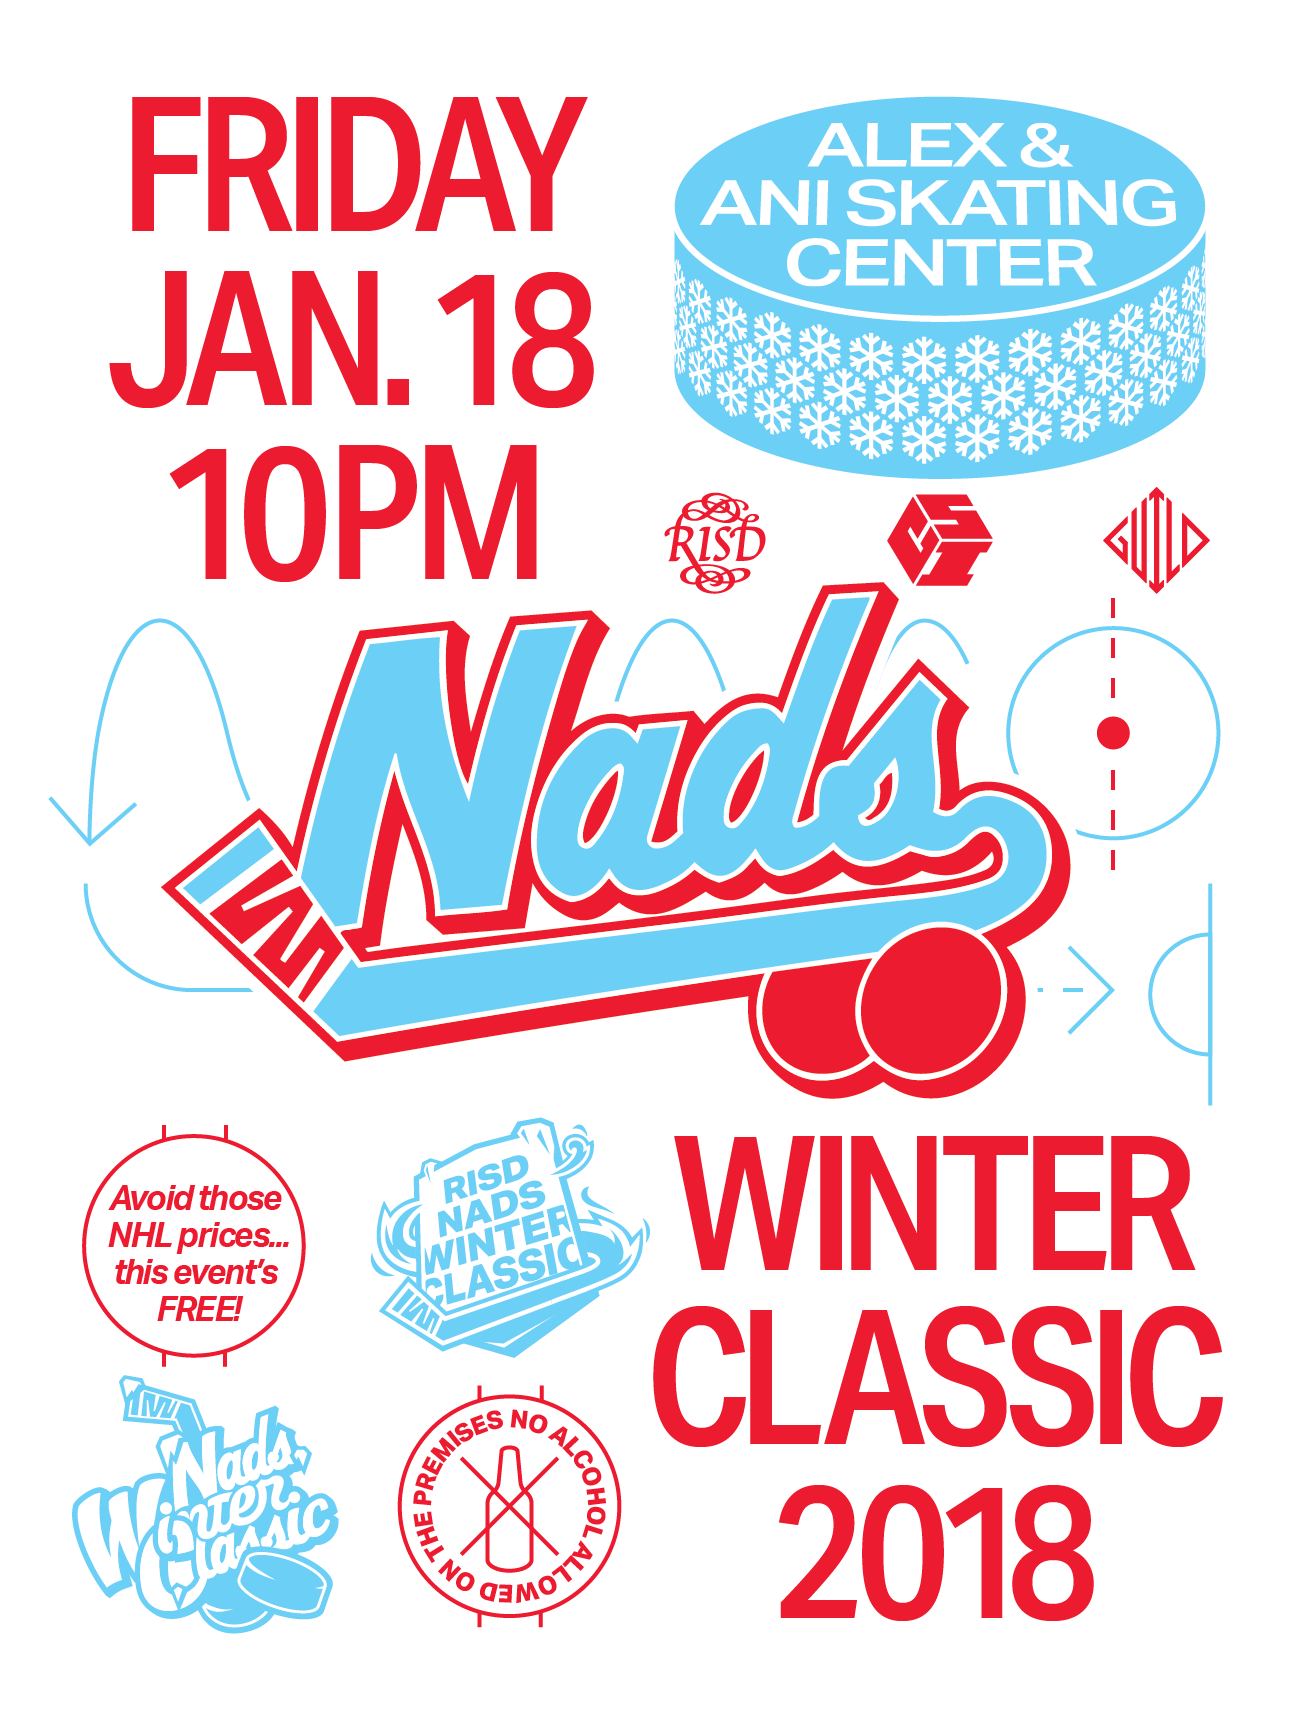 FRIDAY
JAN. 18
10PM
ALEX &
ANI SKATING
CENTER
RISD
CSI
GUILD
Nads
WINTER
CLASSIC
2018
Avoid those
NHL prices...
this event's
FREE!
RISD
NADS
WINTER
CLASSIC
Nads
Winter
Classic
NO ALCOHOL ALLOWED ON THE PREMISES